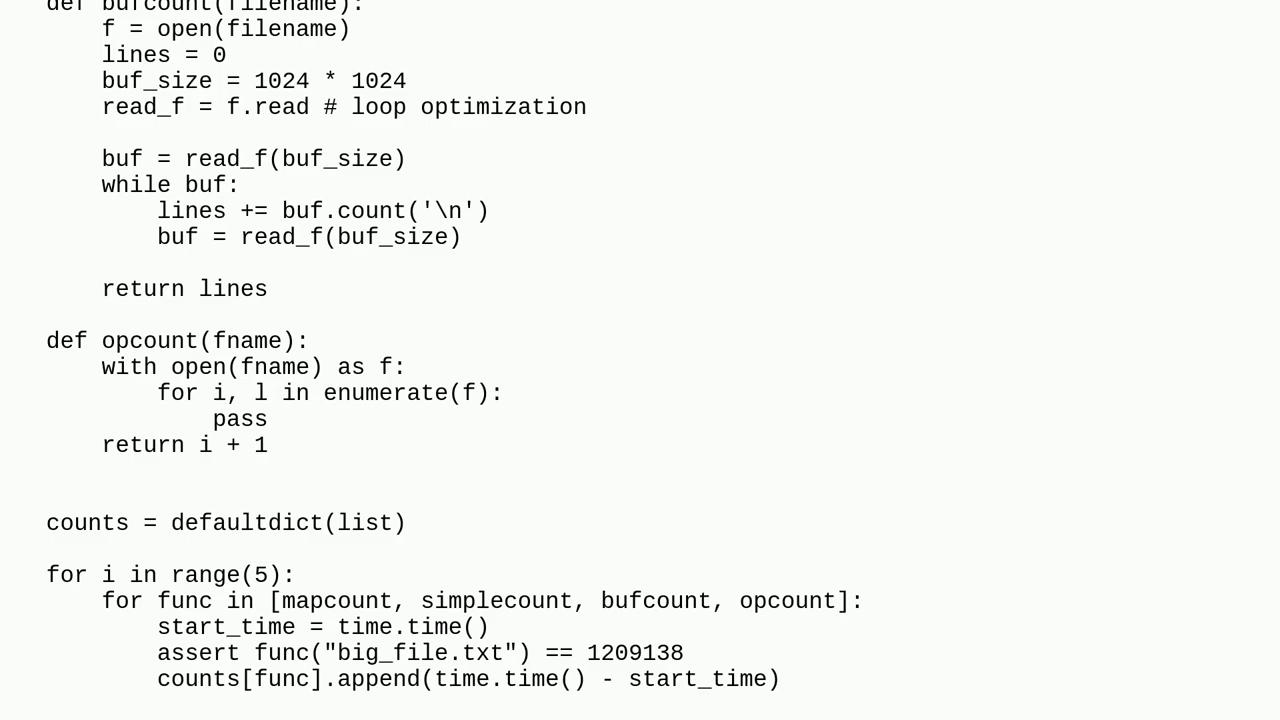 def bufcount(filename):
    f = open(filename)
    lines = 0
    buf_size = 1024 * 1024
    read_f = f.read # loop optimization

    buf = read_f(buf_size)
    while buf:
        lines += buf.count('\n')
        buf = read_f(buf_size)

    return lines

def opcount(fname):
    with open(fname) as f:
        for i, l in enumerate(f):
            pass
    return i + 1


counts = defaultdict(list)

for i in range(5):
    for func in [mapcount, simplecount, bufcount, opcount]:
        start_time = time.time()
        assert func("big_file.txt") == 1209138
        counts[func].append(time.time() - start_time)